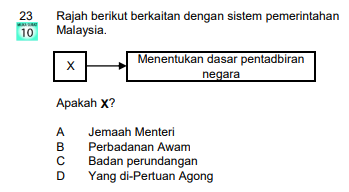 23 Rajah berikut berkaitan dengan sistem pemerintahan
10 Malaysia.
X
Menentukan dasar pentadbiran
negara
Apakah X?
A Jemaah Menteri
B Perbadanan Awam
C Badan perundangan
D Yang di-Pertuan Agong